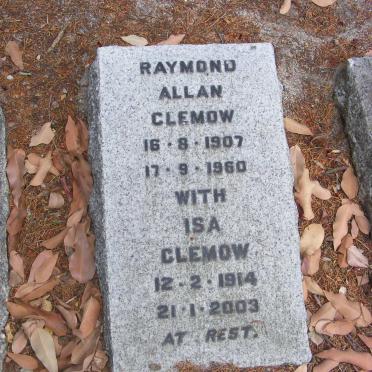 RAYMOND
ALLAN
CLEMOW
16·8·1907
17·9·1960
WITH
ISA
CLEMOW
12·2·1914
21·1·2003
AT REST.